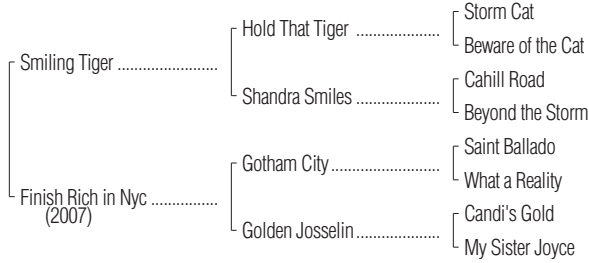 Storm Cat
Hold That Tiger ....................
Beware of the Cat
Smiling Tiger ........................
Cahill Road
Shandra Smiles ....................
Beyond the Storm
Saint Ballado
Gotham City..........................
What a Reality
Finish Rich in Nyc ................
(2007)
Candi's Gold
Golden Josselin....................
My Sister Joyce